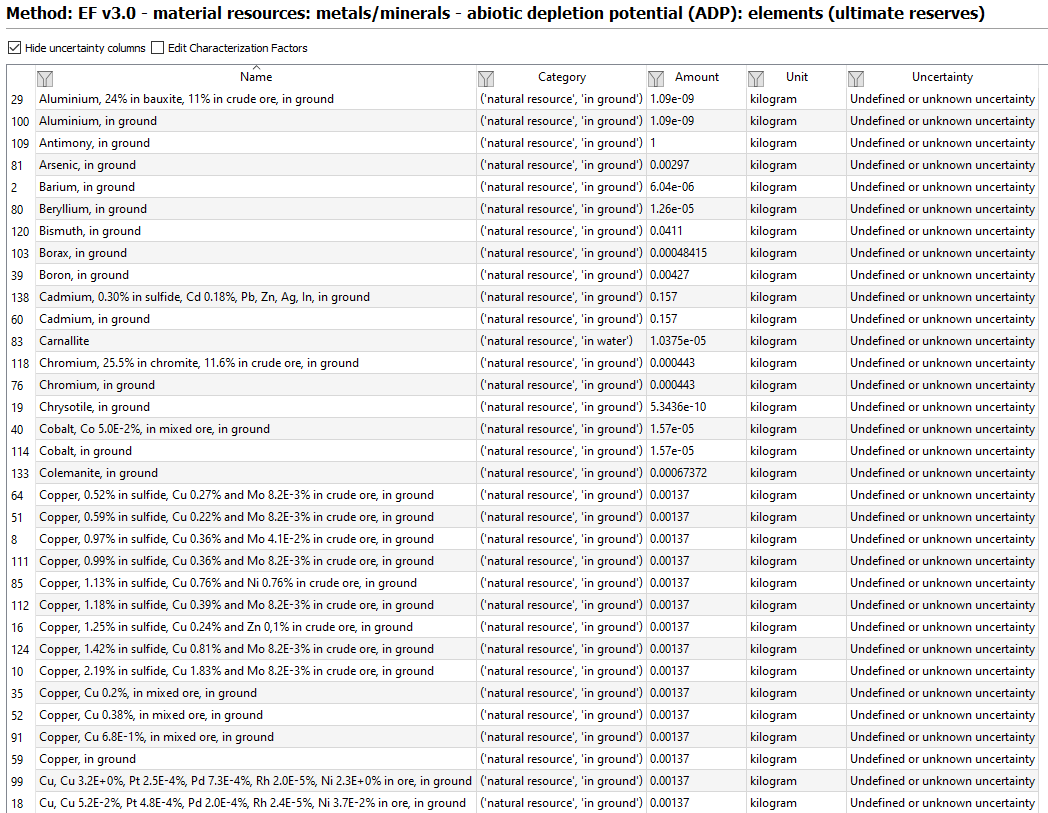 Method: EF v3.0 - material resources: metals/minerals - abiotic depletion potential (ADP): elements (ultimate reserves)
Hide uncertainty columns Edit Characterization Factors
Name Category Amount Unit Uncertainty
29 Aluminium, 24% in bauxite, 11% in crude ore, in ground ('natural resource', 'in ground') 1.09e-09 kilogram Undefined or unknown uncertainty
100 Aluminium, in ground ('natural resource', 'in ground') 1.09e-09 kilogram Undefined or unknown uncertainty
109 Antimony, in ground ('natural resource', 'in ground') 1 kilogram Undefined or unknown uncertainty
81 Arsenic, in ground ('natural resource', 'in ground') 0.00297 kilogram Undefined or unknown uncertainty
2 Barium, in ground ('natural resource', 'in ground') 6.04e-06 kilogram Undefined or unknown uncertainty
80 Beryllium, in ground ('natural resource', 'in ground') 1.26e-05 kilogram Undefined or unknown uncertainty
120 Bismuth, in ground ('natural resource', 'in ground') 0.0411 kilogram Undefined or unknown uncertainty
103 Borax, in ground ('natural resource', 'in ground') 0.00048415 kilogram Undefined or unknown uncertainty
39 Boron, in ground ('natural resource', 'in ground') 0.00427 kilogram Undefined or unknown uncertainty
138 Cadmium, 0.30% in sulfide, Cd 0.18%, Pb, Zn, Ag, In, in ground ('natural resource', 'in ground') 0.157 kilogram Undefined or unknown uncertainty
60 Cadmium, in ground ('natural resource', 'in ground') 0.157 kilogram Undefined or unknown uncertainty
83 Carnallite ('natural resource', 'in water') 1.0375e-05 kilogram Undefined or unknown uncertainty
118 Chromium, 25.5% in chromite, 11.6% in crude ore, in ground ('natural resource', 'in ground') 0.000443 kilogram Undefined or unknown uncertainty
76 Chromium, in ground ('natural resource', 'in ground') 0.000443 kilogram Undefined or unknown uncertainty
19 Chrysotile, in ground ('natural resource', 'in ground') 5.3436e-10 kilogram Undefined or unknown uncertainty
40 Cobalt, Co 5.0E-2%, in mixed ore, in ground ('natural resource', 'in ground') 1.57e-05 kilogram Undefined or unknown uncertainty
114 Cobalt, in ground ('natural resource', 'in ground') 1.57e-05 kilogram Undefined or unknown uncertainty
133 Colemanite, in ground ('natural resource', 'in ground') 0.00067372 kilogram Undefined or unknown uncertainty
64 Copper, 0.52% in sulfide, Cu 0.27% and Mo 8.2E-3% in crude ore, in ground ('natural resource', 'in ground') 0.00137 kilogram Undefined or unknown uncertainty
51 Copper, 0.59% in sulfide, Cu 0.22% and Mo 8.2E-3% in crude ore, in ground ('natural resource', 'in ground') 0.00137 kilogram Undefined or unknown uncertainty
8 Copper, 0.97% in sulfide, Cu 0.36% and Mo 4.1E-2% in crude ore, in ground ('natural resource', 'in ground') 0.00137 kilogram Undefined or unknown uncertainty
111 Copper, 0.99% in sulfide, Cu 0.36% and Mo 8.2E-3% in crude ore, in ground ('natural resource', 'in ground') 0.00137 kilogram Undefined or unknown uncertainty
85 Copper, 1.13% in sulfide, Cu 0.76% and Ni 0.76% in crude ore, in ground ('natural resource', 'in ground') 0.00137 kilogram Undefined or unknown uncertainty
112 Copper, 1.18% in sulfide, Cu 0.39% and Mo 8.2E-3% in crude ore, in ground ('natural resource', 'in ground') 0.00137 kilogram Undefined or unknown uncertainty
16 Copper, 1.25% in sulfide, Cu 0.24% and Zn 0,1% in crude ore, in ground ('natural resource', 'in ground') 0.00137 kilogram Undefined or unknown uncertainty
124 Copper, 1.42% in sulfide, Cu 0.81% and Mo 8.2E-3% in crude ore, in ground ('natural resource', 'in ground') 0.00137 kilogram Undefined or unknown uncertainty
10 Copper, 2.19% in sulfide, Cu 1.83% and Mo 8.2E-3% in crude ore, in ground ('natural resource', 'in ground') 0.00137 kilogram Undefined or unknown uncertainty
35 Copper, Cu 0.2%, in mixed ore, in ground ('natural resource', 'in ground') 0.00137 kilogram Undefined or unknown uncertainty
52 Copper, Cu 0.38%, in mixed ore, in ground ('natural resource', 'in ground') 0.00137 kilogram Undefined or unknown uncertainty
91 Copper, Cu 6.8E-1%, in mixed ore, in ground ('natural resource', 'in ground') 0.00137 kilogram Undefined or unknown uncertainty
59 Copper, in ground ('natural resource', 'in ground') 0.00137 kilogram Undefined or unknown uncertainty
99 Cu, Cu 3.2E+0%, Pt 2.5E-4%, Pd 7.3E-4%, Rh 2.0E-5%, Ni 2.3E+0% in ore, in ground ('natural resource', 'in ground') 0.00137 kilogram Undefined or unknown uncertainty
18 Cu, Cu 5.2E-2%, Pt 4.8E-4%, Pd 2.0E-4%, Rh 2.4E-5%, Ni 3.7E-2% in ore, in ground ('natural resource', 'in ground') 0.00137 kilogram Undefined or unknown uncertainty